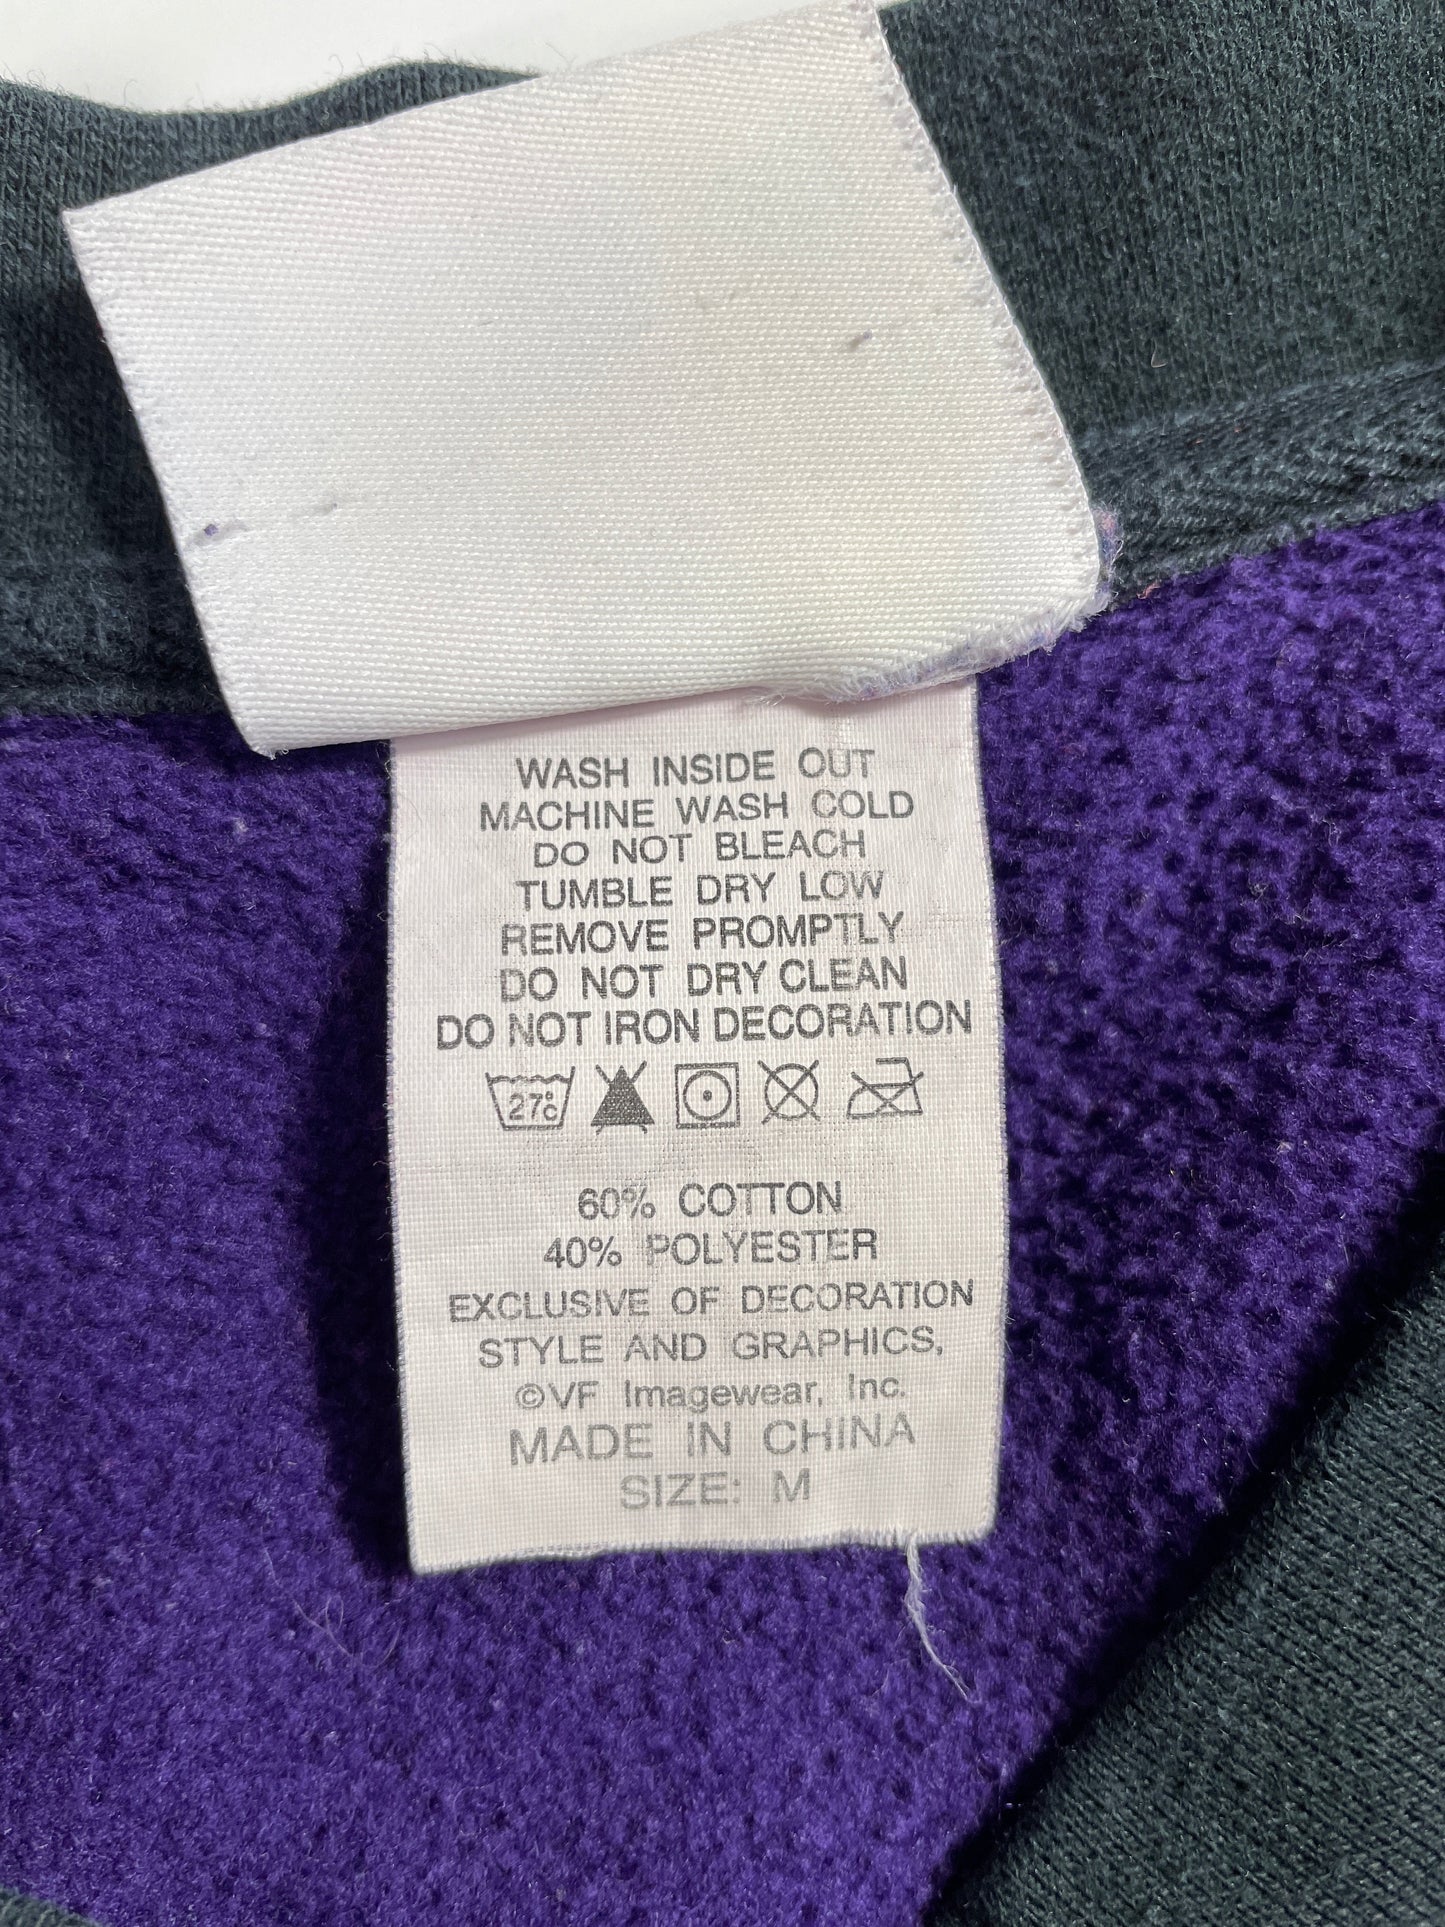 WASH INSIDE OUT
MACHINE WASH COLD
DO NOT BLEACH
TUMBLE DRY LOW
REMOVE PROMPTLY
DO NOT DRY CLEAN
DO NOT IRON DECORATION
27°C
60% COTTON
40% POLYESTER
EXCLUSIVE OF DECORATION
STYLE AND GRAPHICS,
©VF Imagewear, Inc.
MADE IN CHINA
SIZE: M